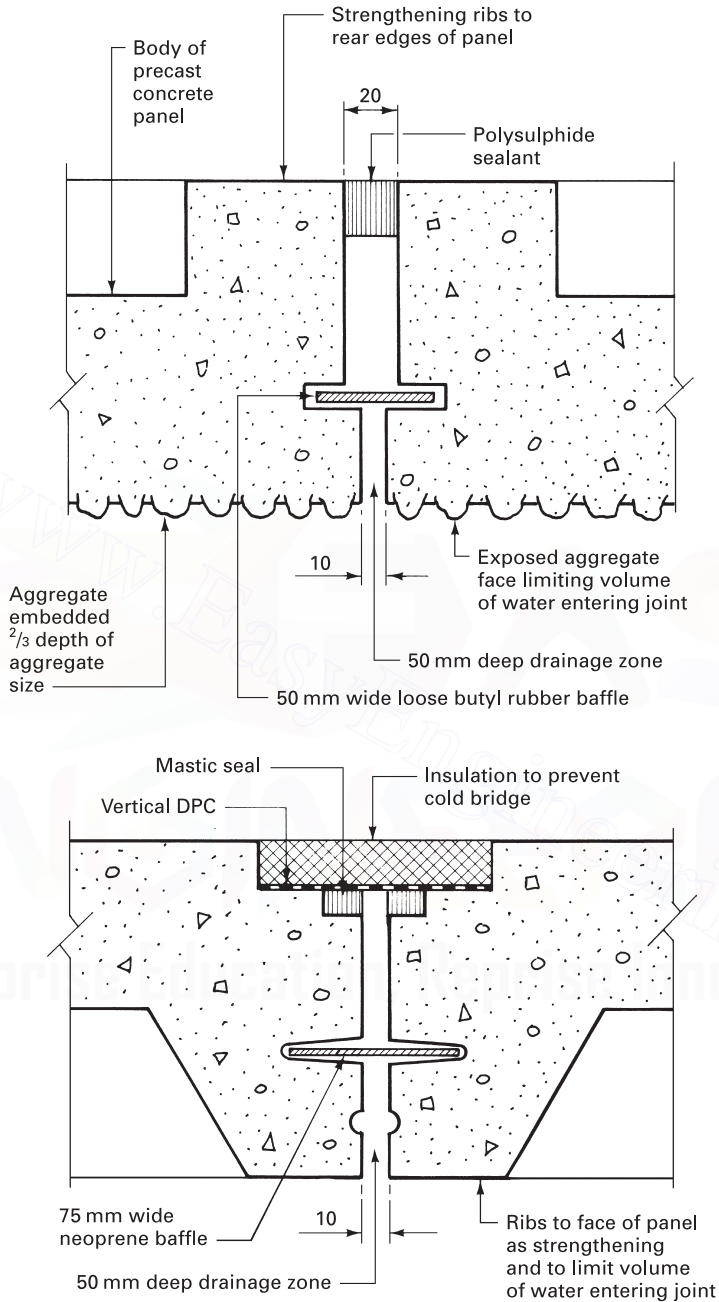 Strengthening ribs to
rear edges of panel
Body of
precast
concrete
panel
20
Polysulphide
sealant
10
Exposed aggregate
face limiting volume
of water entering joint
Aggregate
embedded
2/3 depth of
aggregate
size
50 mm deep drainage zone
50 mm wide loose butyl rubber baffle
www.EasyEngineerin
Mastic seal
Insulation to prevent
cold bridge
Vertical DPC
75 mm wide
neoprene baffle
10
Ribs to face of panel
as strengthening
and to limit volume
of water entering joint
50 mm deep drainage zone